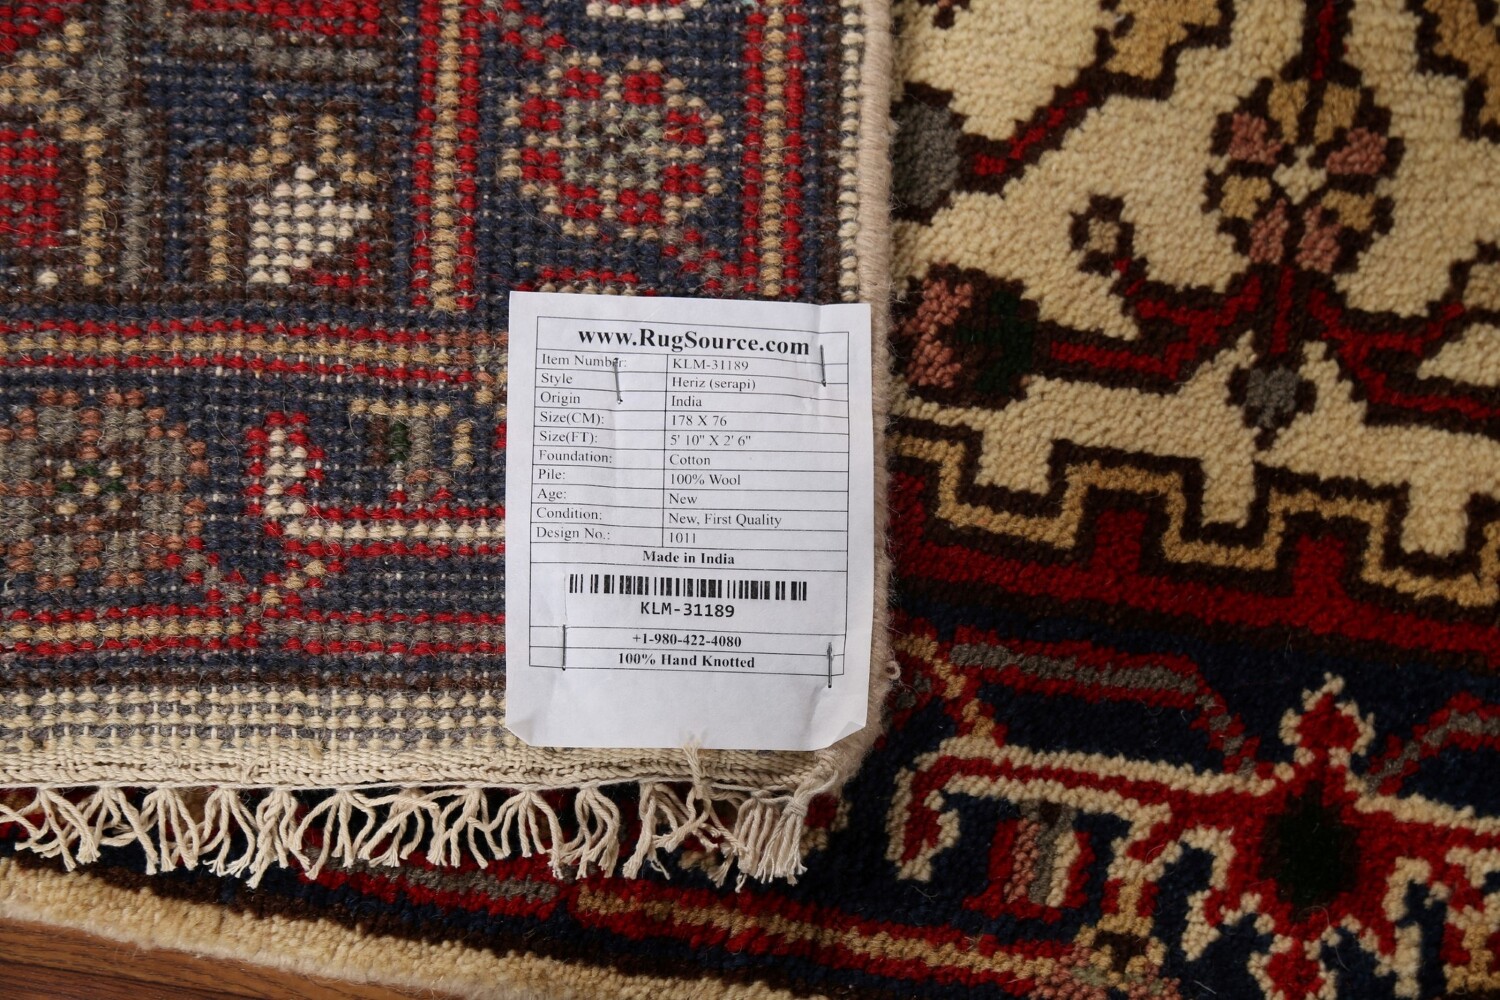 www.RugSource.com
Item Number: KLM-31189
Style Heriz (serapi)
Origin India
Size(CM): 178 X 76
Size(FT): 5' 10" X 2' 6"
Foundation: Cotton
Pile: 100% Wool
Age: New
Condition: New, First Quality
Design No.: 1011
Made in India
KLM-31189
+1-980-422-4080
100% Hand Knotted